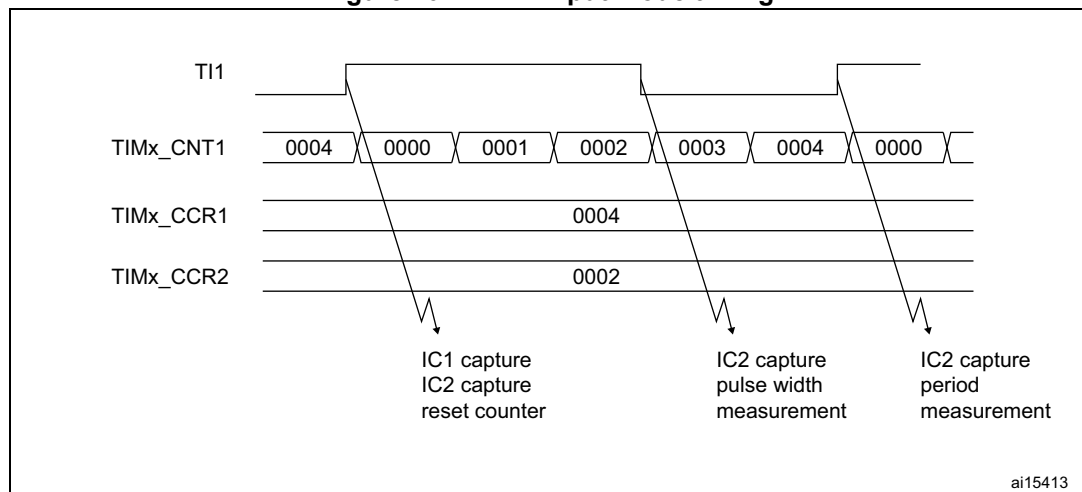 TI1
TIMx_CNT1 0004 0000 0001 0002 0003 0004 0000
TIMx_CCR1 0004
TIMx_CCR2 0002
IC1 capture
IC2 capture
reset counter
IC2 capture
pulse width
measurement
IC2 capture
period
measurement
ai15413